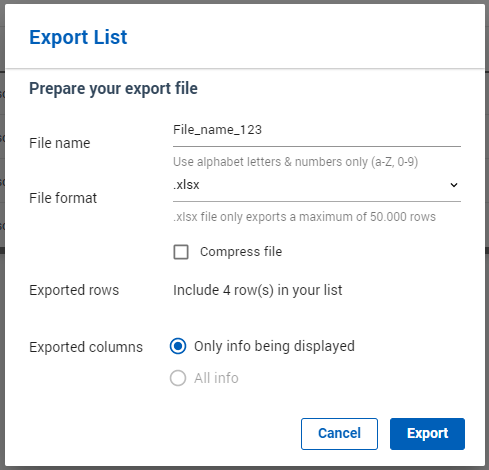 Export List
Prepare your export file
File name
File_name_123
Use alphabet letters & numbers only (a-Z, 0-9)
File format
.xlsx
.xlsx file only exports a maximum of 50.000 rows
Compress file
Exported rows
Include 4 row(s) in your list
Exported columns
Only info being displayed
All info
Cancel
Export